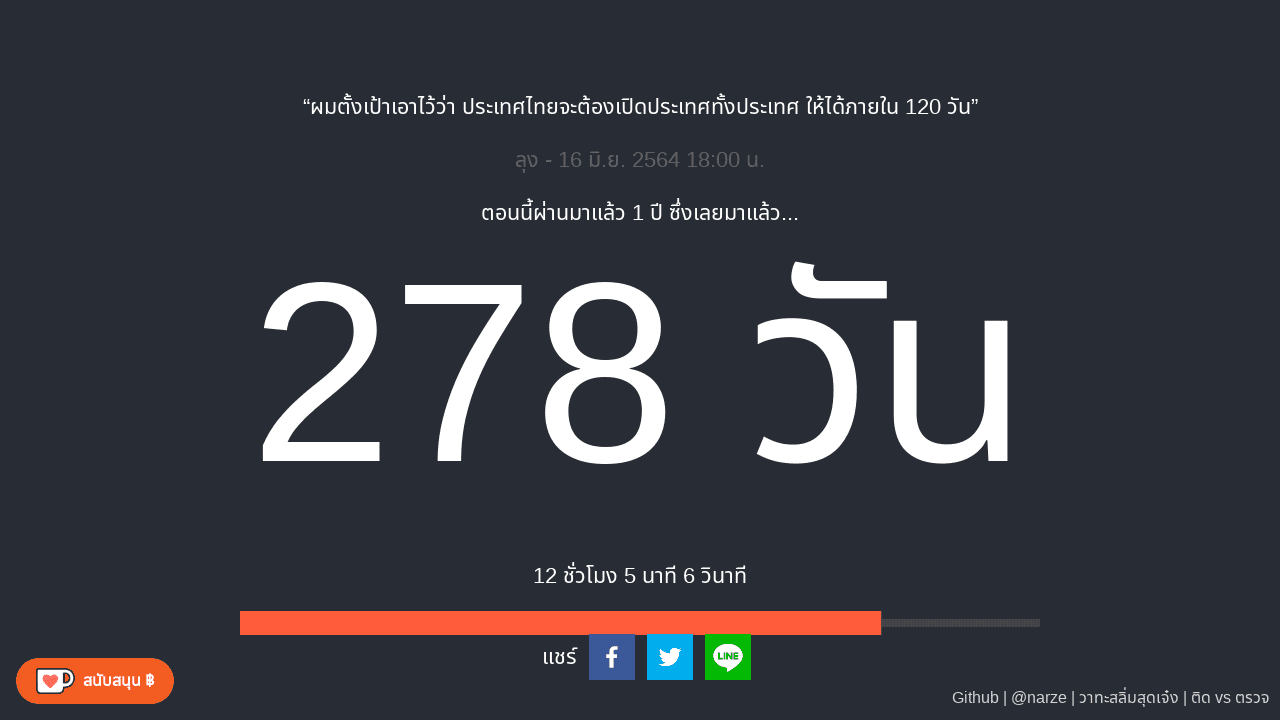 “ผมตั้งเป้าเอาไว้ว่า ประเทศไทยจะต้องเปิดประเทศทั้งประเทศ ให้ได้ภายใน 120 วัน”
ลุง - 16 มิ.ย. 2564 18:00 น.
ตอนนี้ผ่านมาแล้ว 1 ปี ซึ่งเลยมาแล้ว...
278 วัน
12 ชั่วโมง 5 นาที 6 วินาที
แชร์
LINE
สนับสนุน ฿
Github | @narze | วาทะสลิ่มสุดเจ๋ง | ติด vs ตรวจ